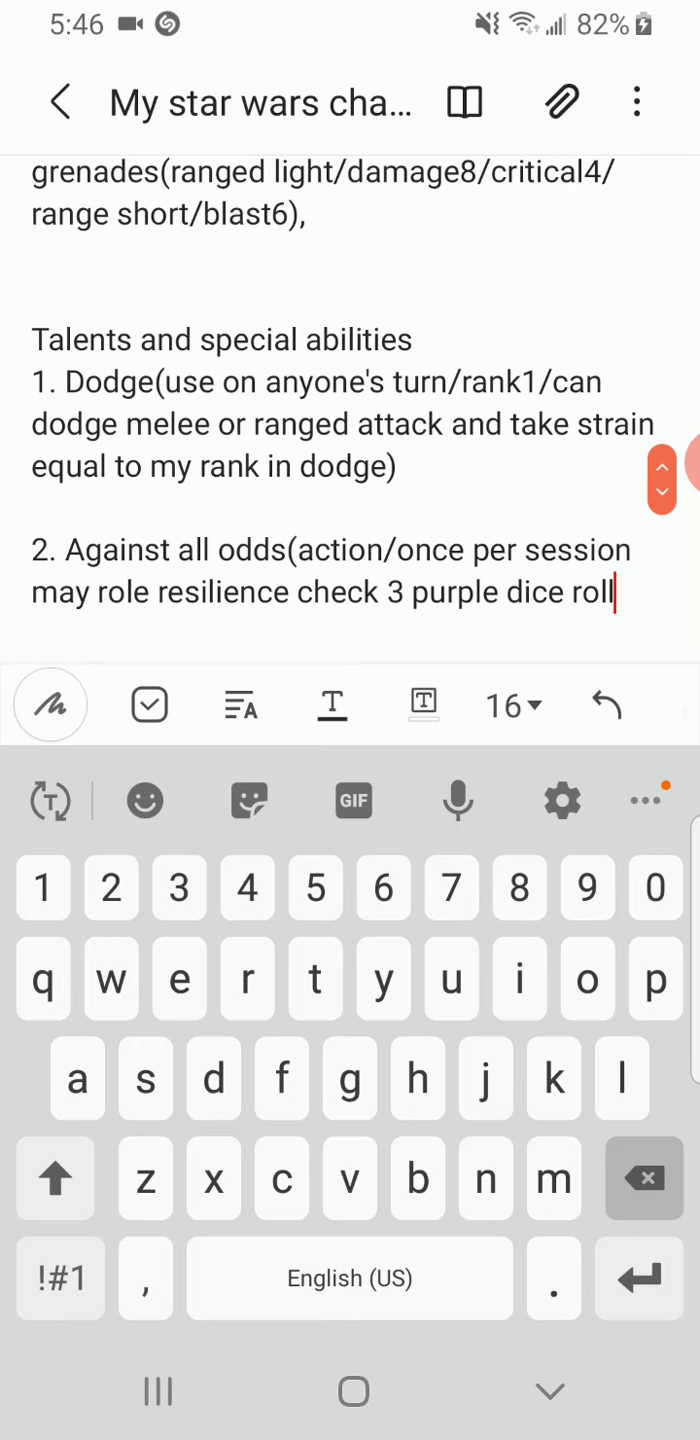 5:46 82%
My star wars cha...
grenades(ranged light/damage8/critical4/
range short/blast6),
Talents and special abilities
1. Dodge(use on anyone's turn/rank1/can
dodge melee or ranged attack and take strain
equal to my rank in dodge)
2. Against all odds(action/once per session
may role resilience check 3 purple dice roll
T A T T 16
T GIF
1 2 3 4 5 6 7 8 9 0
q w e r t y u i o p
a s d f g h j k l
z x c v b n m
!#1 , English (US) .